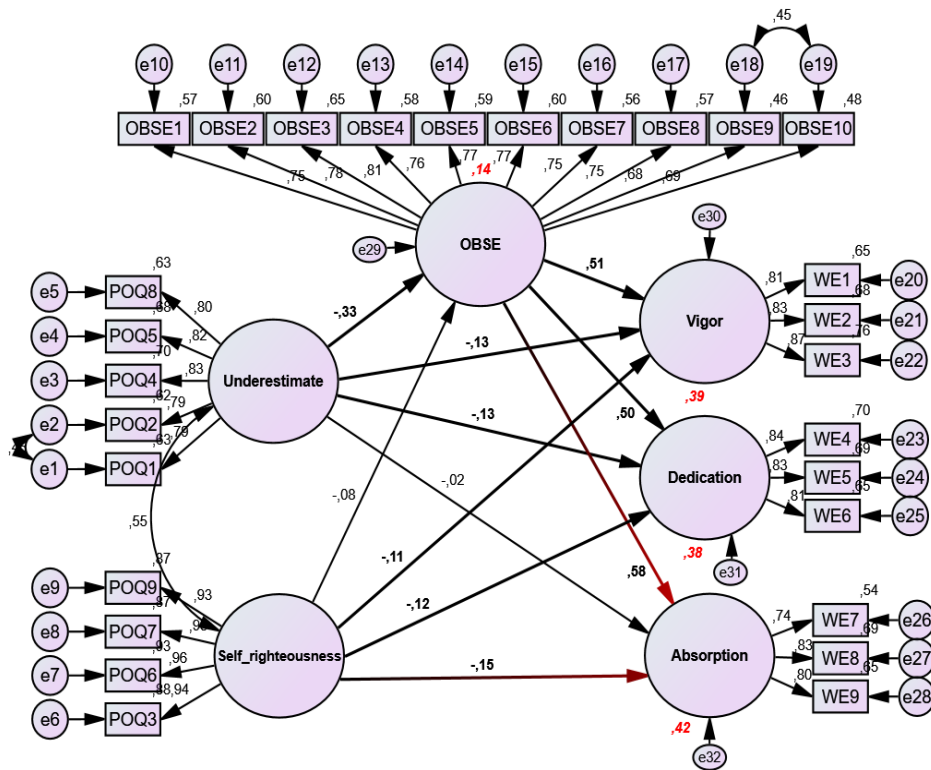 ,45
e10 e11 e12 e13 e14 e15 e16 e17 e18 e19
,57 ,60 ,65 ,58 ,59 ,60 ,56 ,57 ,46 ,48
OBSE1 OBSE2 OBSE3 OBSE4 OBSE5 OBSE6 OBSE7 OBSE8 OBSE9 OBSE10
,75 ,78 ,81 ,76 ,77 ,77 ,75 ,75 ,68 ,69
,14
OBSE
e29
e30
-,33
,51
,63
e5 POQ8 ,80
,68
e4 POQ5 ,82
,70
e3 POQ4 ,83
,62
e2 POQ2 ,79
,63
e1 POQ1 ,79
Underestimate
-,13
-,13
-,02
-,08
,55
Vigor
,39
,65
,81 WE1 e20
,68
,83 WE2 e21
,76
,87 WE3 e22
,50
Dedication
,38
e31
,70
,84 WE4 e23
,69
,83 WE5 e24
,65
,81 WE6 e25
,87
e9 POQ9 ,93
,87
e8 POQ7
,93
e7 POQ6 ,96
,88 ,94
e6 POQ3
Self_righteousness
-,11
-,12
-,15
,58
Absorption
,42
e32
,54
,74 WE7 e26
,69
,83 WE8 e27
,65
,80 WE9 e28